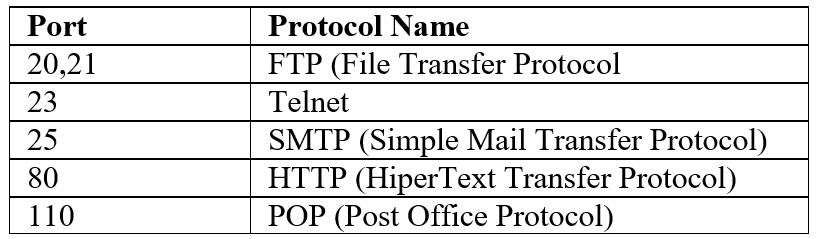 Port Protocol Name
20,21 FTP (File Transfer Protocol
23 Telnet
25 SMTP (Simple Mail Transfer Protocol)
80 HTTP (HiperText Transfer Protocol)
110 POP (Post Office Protocol)